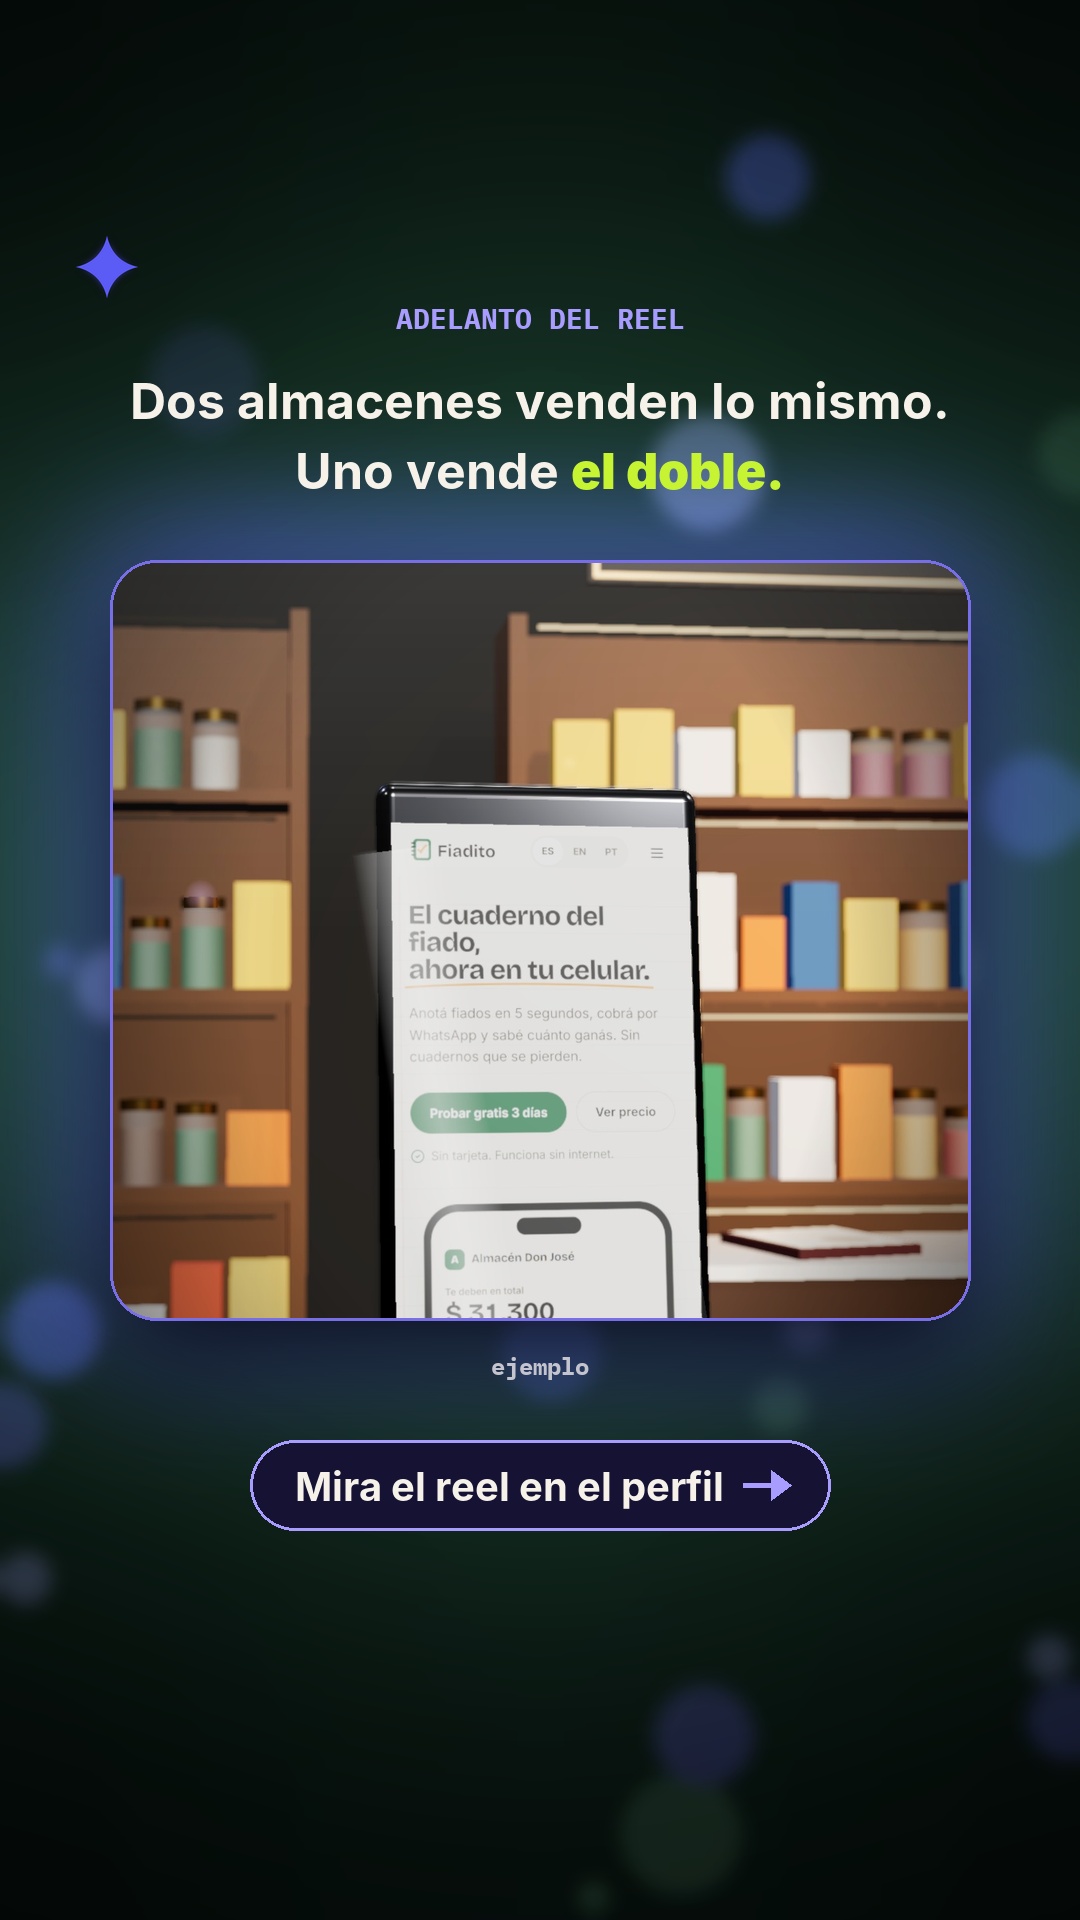 ADELANTO DEL REEL
Dos almacenes venden lo mismo.
Uno vende el doble.
Fiadito
ES EN PT
El cuaderno del
fiado,
ahora en tu celular.
Anotá fiados en 5 segundos, cobrá por
WhatsApp y sabé cuánto ganás. Sin
cuadernos que se pierden.
Probar gratis 3 días
Ver precio
Sin tarjeta. Funciona sin internet.
A Almacén Don José
Te deben en total
$ 31.300
ejemplo
Mira el reel en el perfil